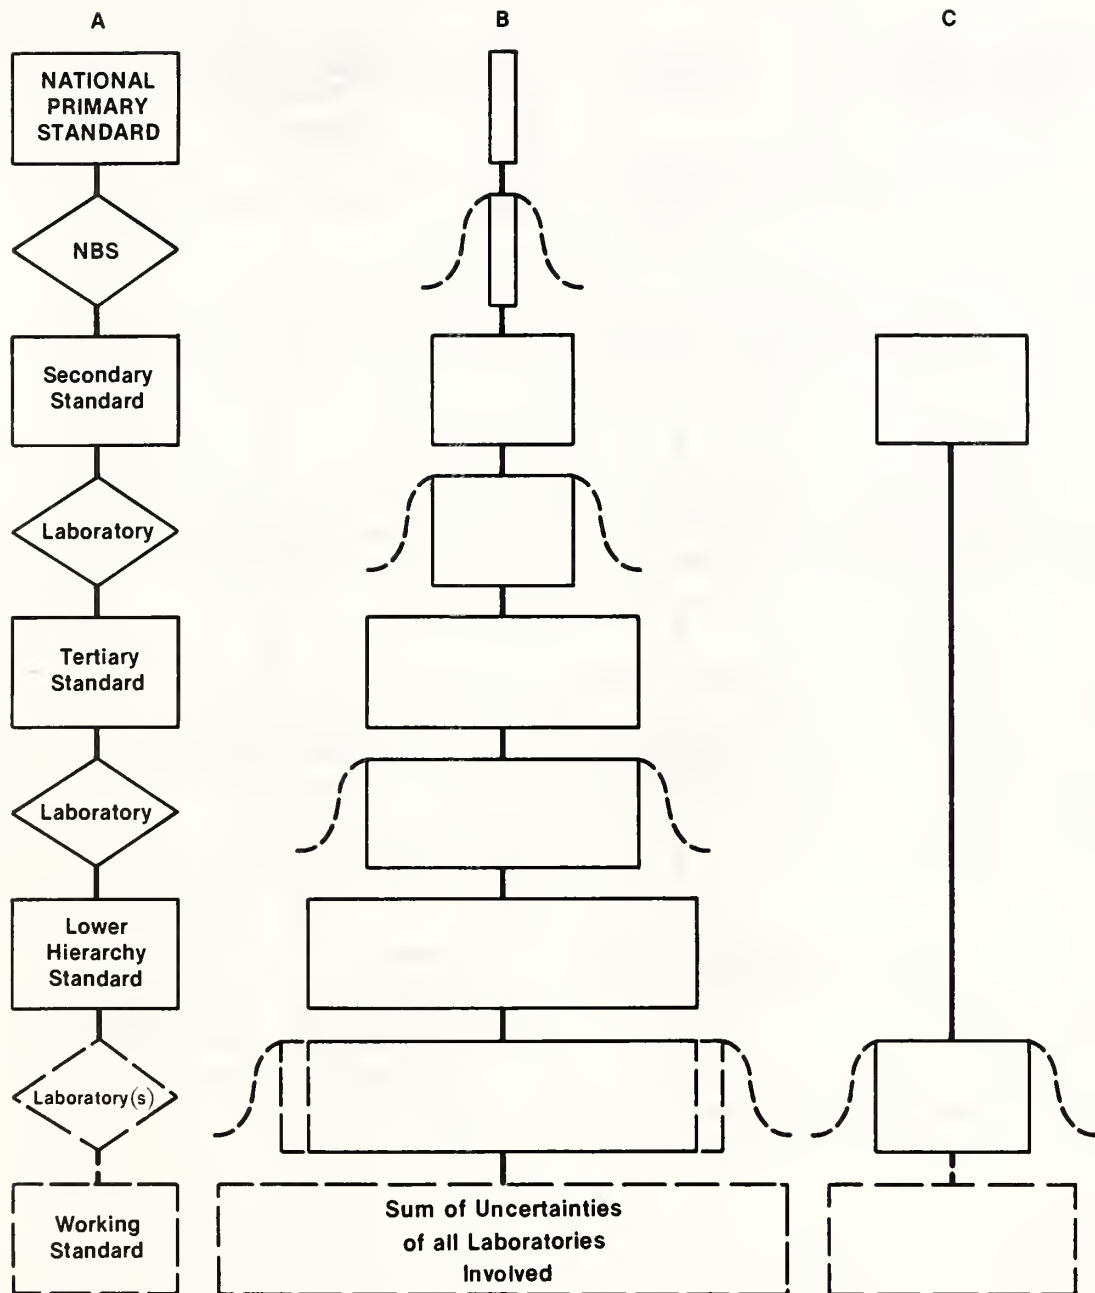 A
B
C
NATIONAL
PRIMARY
STANDARD
NBS
Secondary
Standard
Laboratory
Tertiary
Standard
Laboratory
Lower
Hierarchy
Standard
Laboratory(s)
Working
Standard
Sum of Uncertainties
of all Laboratories
Involved